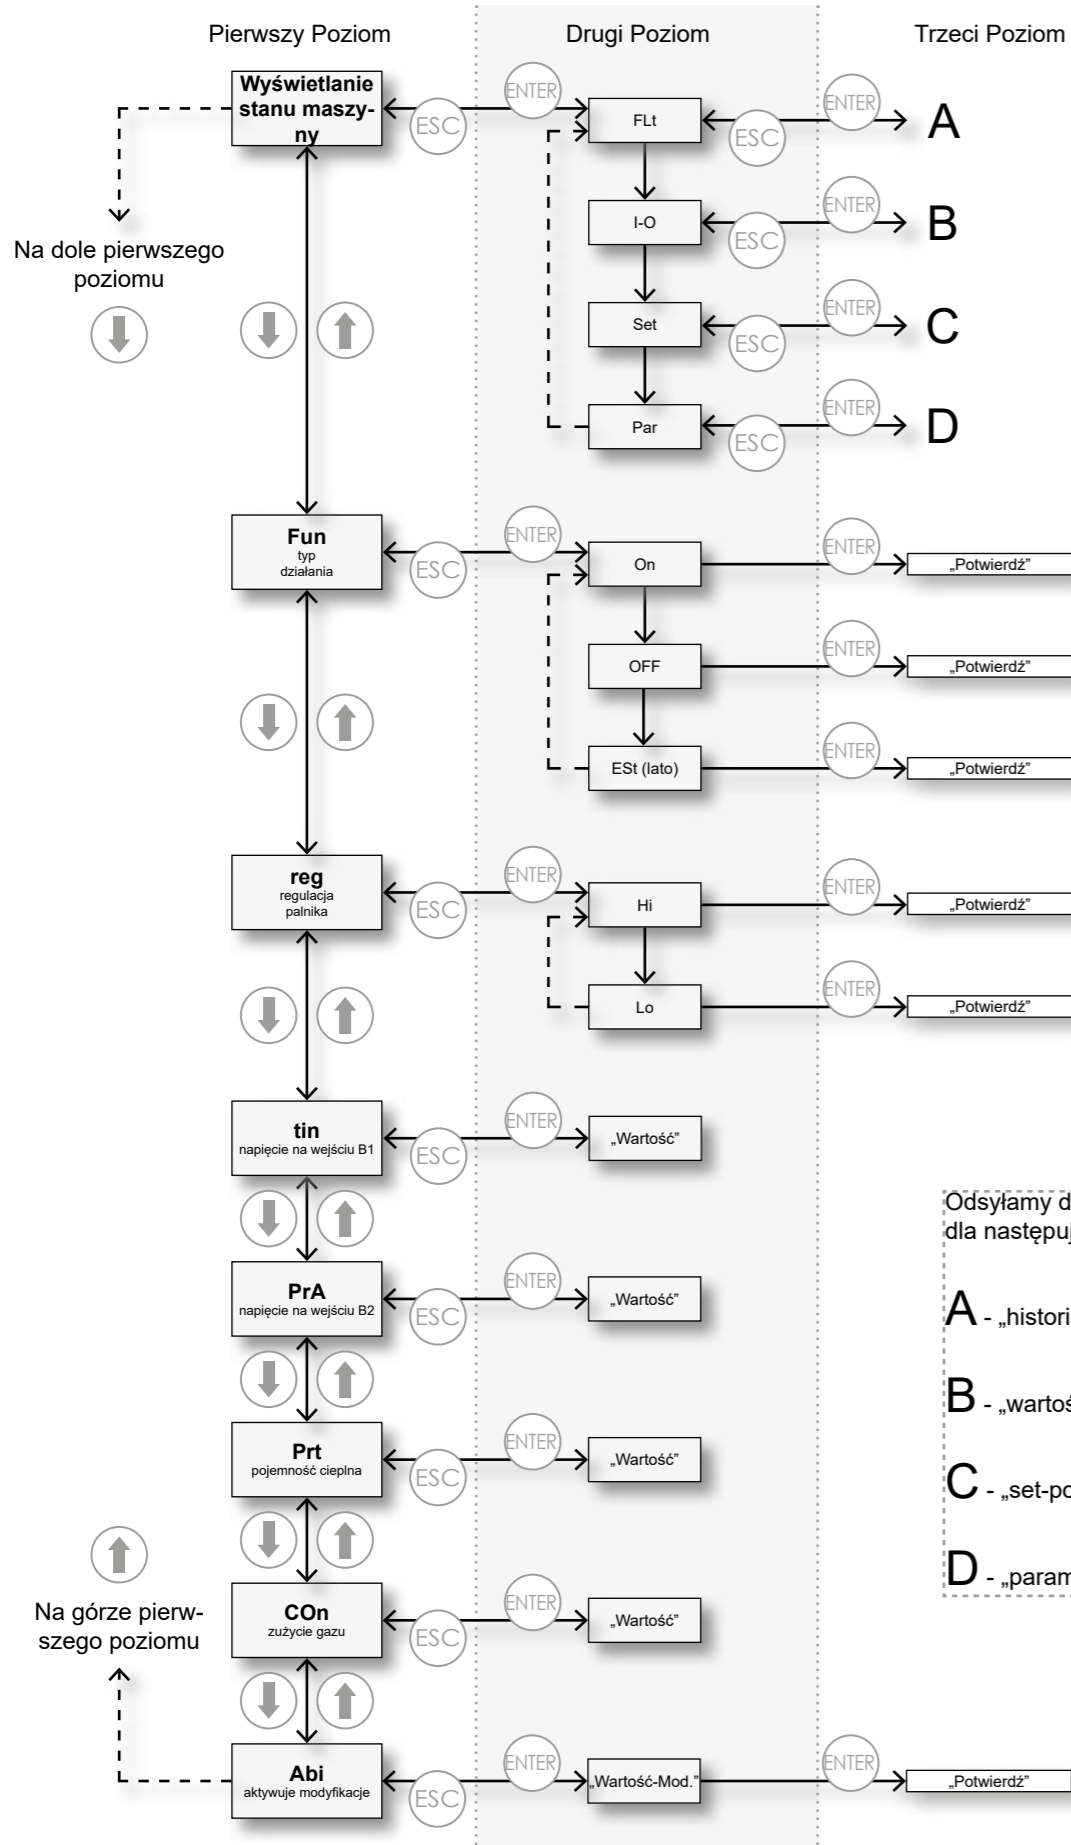 Pierwszy Poziom
Drugi Poziom
Trzeci Poziom
Wyświetlanie
stanu maszy-
ny
ESC
ENTER
FLt
ESC
ENTER
A
I-O
ESC
ENTER
B
Na dole pierwszego
poziomu
Set
ESC
ENTER
C
Par
ESC
ENTER
D
Fun
typ
działania
ESC
ENTER
On
ENTER
„Potwierdź”
OFF
ENTER
„Potwierdź”
ESt (lato)
ENTER
„Potwierdź”
reg
regulacja
palnika
ESC
ENTER
Hi
ENTER
„Potwierdź”
Lo
ENTER
„Potwierdź”
tin
napięcie na wejściu B1
ESC
ENTER
„Wartość”
PrA
napięcie na wejściu B2
ESC
ENTER
„Wartość”
Prt
pojemność cieplna
ESC
ENTER
„Wartość”
COn
zużycie gazu
ESC
ENTER
„Wartość”
Na górze pierw-
szego poziomu
Abi
aktywuje modyfikacje
ESC
ENTER
„Wartość-Mod.”
ENTER
„Potwierdź”
Odsyłamy d
dla następuj
A - „histori
B - „wartoś
C - „set-po
D - „param